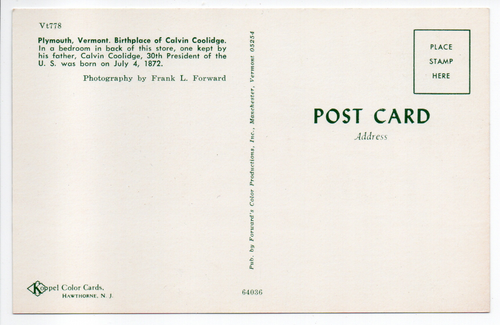 Vt778
Plymouth, Vermont. Birthplace of Calvin Coolidge.
In a bedroom in back of this store, one kept by
his father, Calvin Coolidge, 30th President of the
U. S. was born on July 4, 1872.
Photography by Frank L. Forward
Koppel Color Cards.
HAWTHORNE, N. J.
Pub. by Forward's Color Productions, Inc., Manchester, Vermont 05254
64036
PLACE
STAMP
HERE
POST CARD
Address